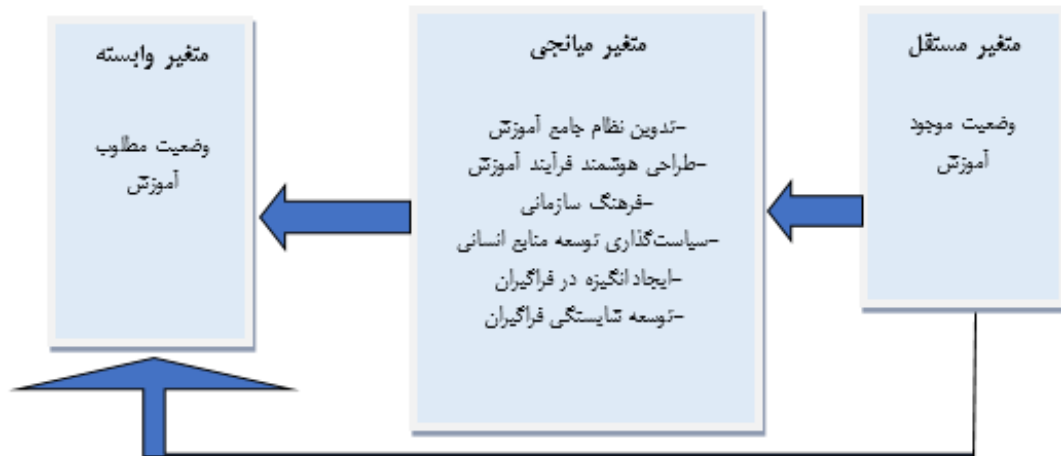 متغیر مستقل
وضعیت موجود
آموزش
متغیر میانجی
-تدوین نظام جامع آموزش
-طراحی هوشمند فرآیند آموزش
-فرهنگ سازمانی
-سیاست‌گذاری توسعه منابع انسانی
-ایجاد انگیزه در فراگیران
-توسعه شایستگی فراگیران
متغیر وابسته
وضعیت مطلوب
آموزش